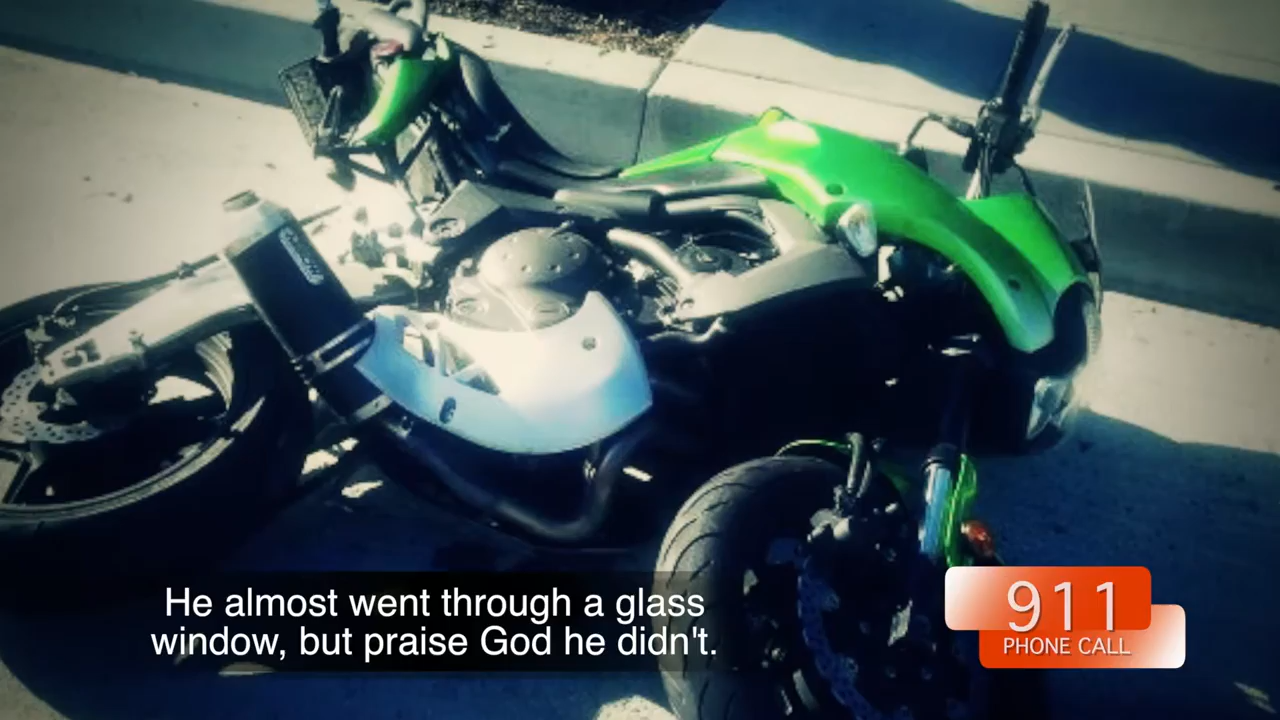 He almost went through a glass
window, but praise God he didn't.
911
PHONE CALL